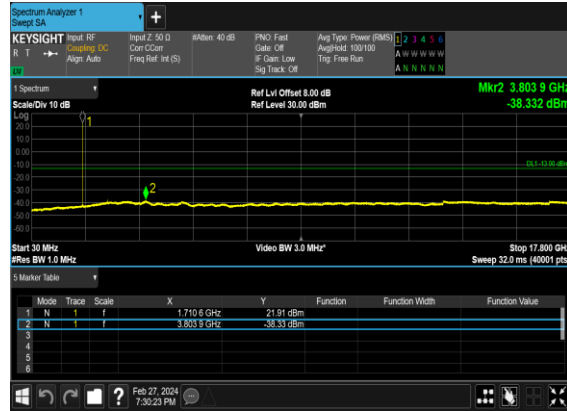 Spectrum Analyzer 1
Swept SA
KEYSIGHT Input: RF Input Z: 50 Ω #Atten: 40 dB PNO: Fast Avg Type: Power (RMS) 1 2 3 4 5 6
R T Coupling: DC Corr CCorr Gate: Off Avg|Hold: 100/100 A W W W W W
Align: Auto Freq Ref: Int (S) IF Gain: Low Trig: Free Run
Sig Track: Off A N N N N N
1 Spectrum Ref Lvl Offset 8.00 dB Mkr2 3.803 9 GHz
Scale/Div 10 dB Ref Level 30.00 dBm -38.332 dBm
Log
20.0
10.0
0.00
-10.0
-20.0
-30.0
-40.0
-50.0
-60.0
1
2
DL1 -13.00 dBm
Start 30 MHz Video BW 3.0 MHz* Stop 17.800 GHz
#Res BW 1.0 MHz Sweep 32.0 ms (40001 pts)
5 Marker Table
Mode Trace Scale X Y Function Function Width Function Value
1 N 1 f 1.710 6 GHz 21.91 dBm
2 N 1 f 3.803 9 GHz -38.33 dBm
3
4
5
6
? Feb 27, 2024
7:30:23 PM